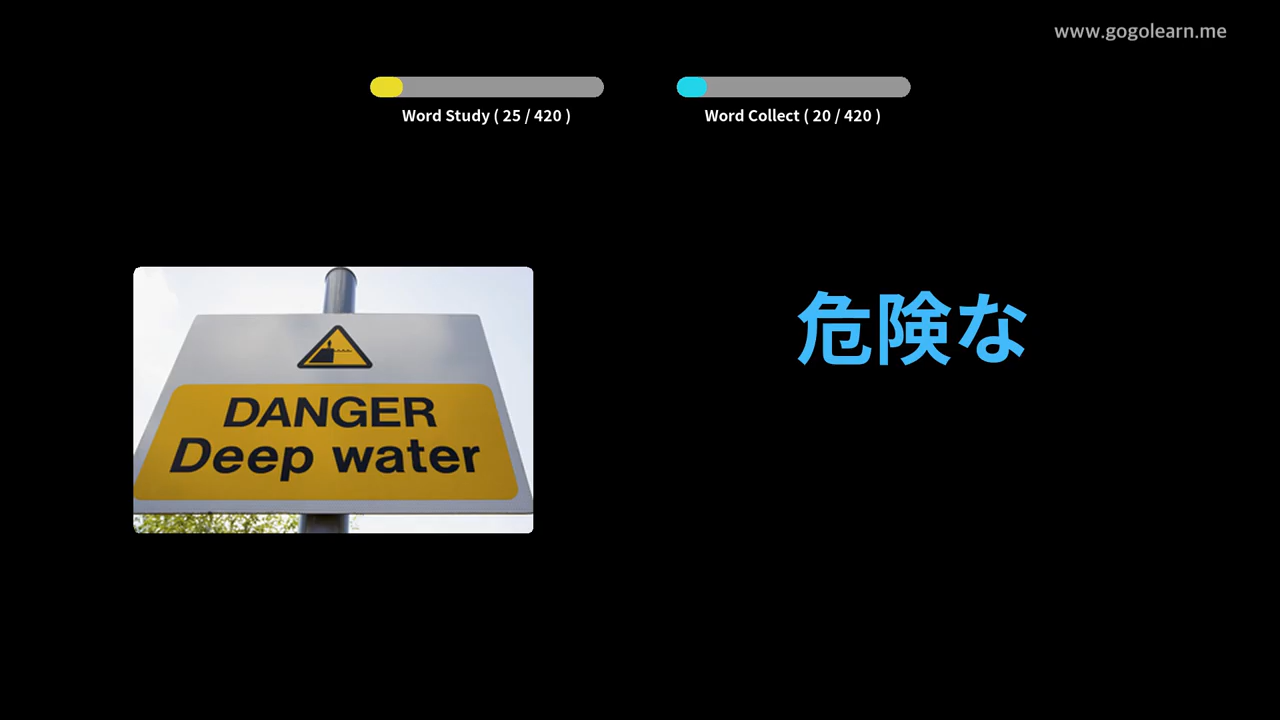 www.gogolearn.me
Word Study ( 25 / 420 )
Word Collect ( 20 / 420 )
DANGER
Deep water
危険な